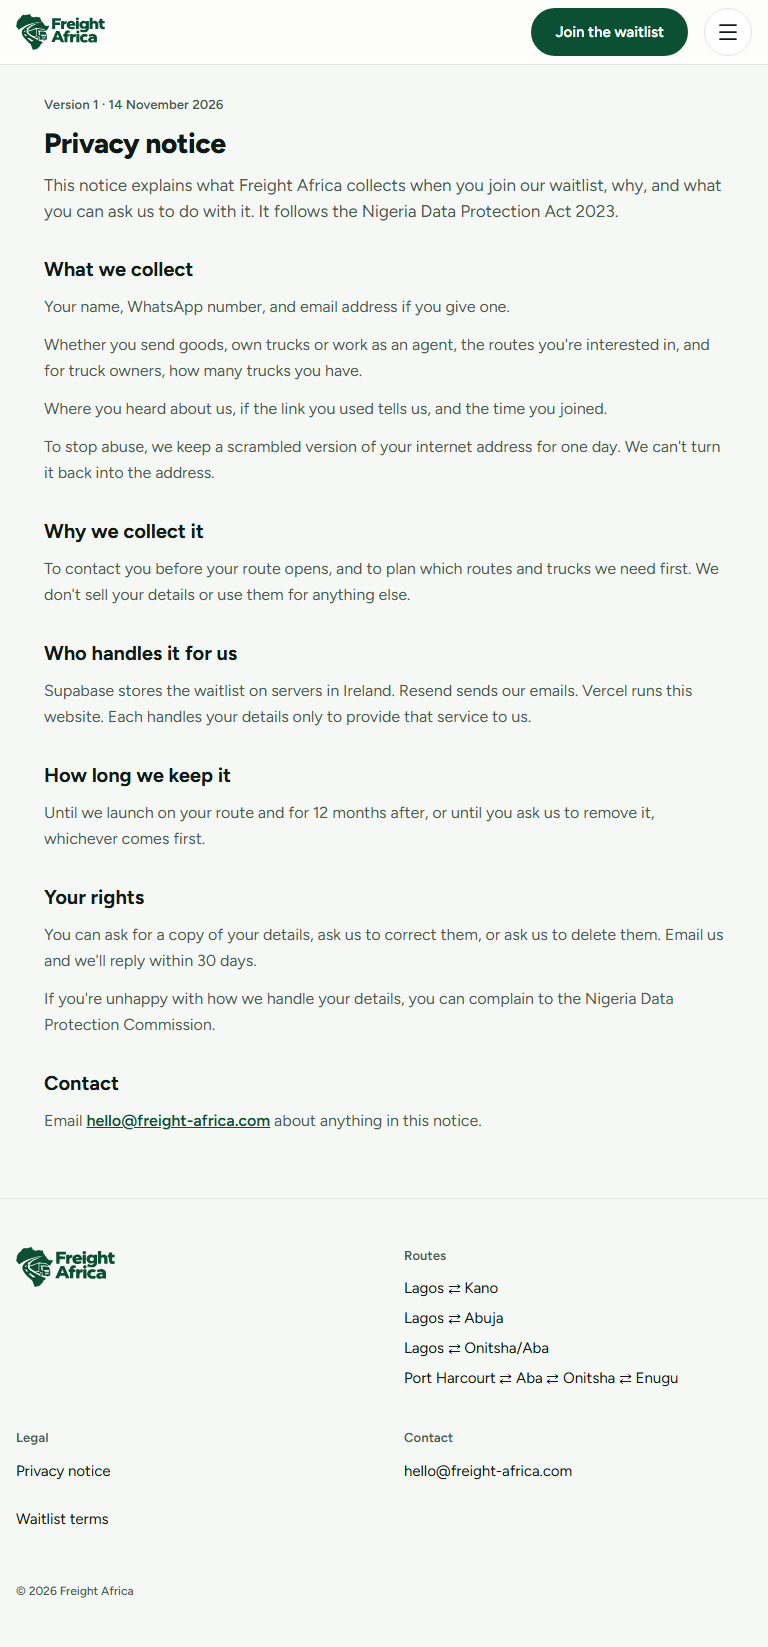 Freight
Africa
Join the waitlist
Version 1 · 14 November 2026
Privacy notice
This notice explains what Freight Africa collects when you join our waitlist, why, and what
you can ask us to do with it. It follows the Nigeria Data Protection Act 2023.
What we collect
Your name, WhatsApp number, and email address if you give one.
Whether you send goods, own trucks or work as an agent, the routes you're interested in, and
for truck owners, how many trucks you have.
Where you heard about us, if the link you used tells us, and the time you joined.
To stop abuse, we keep a scrambled version of your internet address for one day. We can't turn
it back into the address.
Why we collect it
To contact you before your route opens, and to plan which routes and trucks we need first. We
don't sell your details or use them for anything else.
Who handles it for us
Supabase stores the waitlist on servers in Ireland. Resend sends our emails. Vercel runs this
website. Each handles your details only to provide that service to us.
How long we keep it
Until we launch on your route and for 12 months after, or until you ask us to remove it,
whichever comes first.
Your rights
You can ask for a copy of your details, ask us to correct them, or ask us to delete them. Email us
and we'll reply within 30 days.
If you're unhappy with how we handle your details, you can complain to the Nigeria Data
Protection Commission.
Contact
Email hello@freight-africa.com about anything in this notice.
Freight
Africa
Routes
Lagos ⇄ Kano
Lagos ⇄ Abuja
Lagos ⇄ Onitsha/Aba
Port Harcourt ⇄ Aba ⇄ Onitsha ⇄ Enugu
Legal
Privacy notice
Waitlist terms
Contact
hello@freight-africa.com
© 2026 Freight Africa